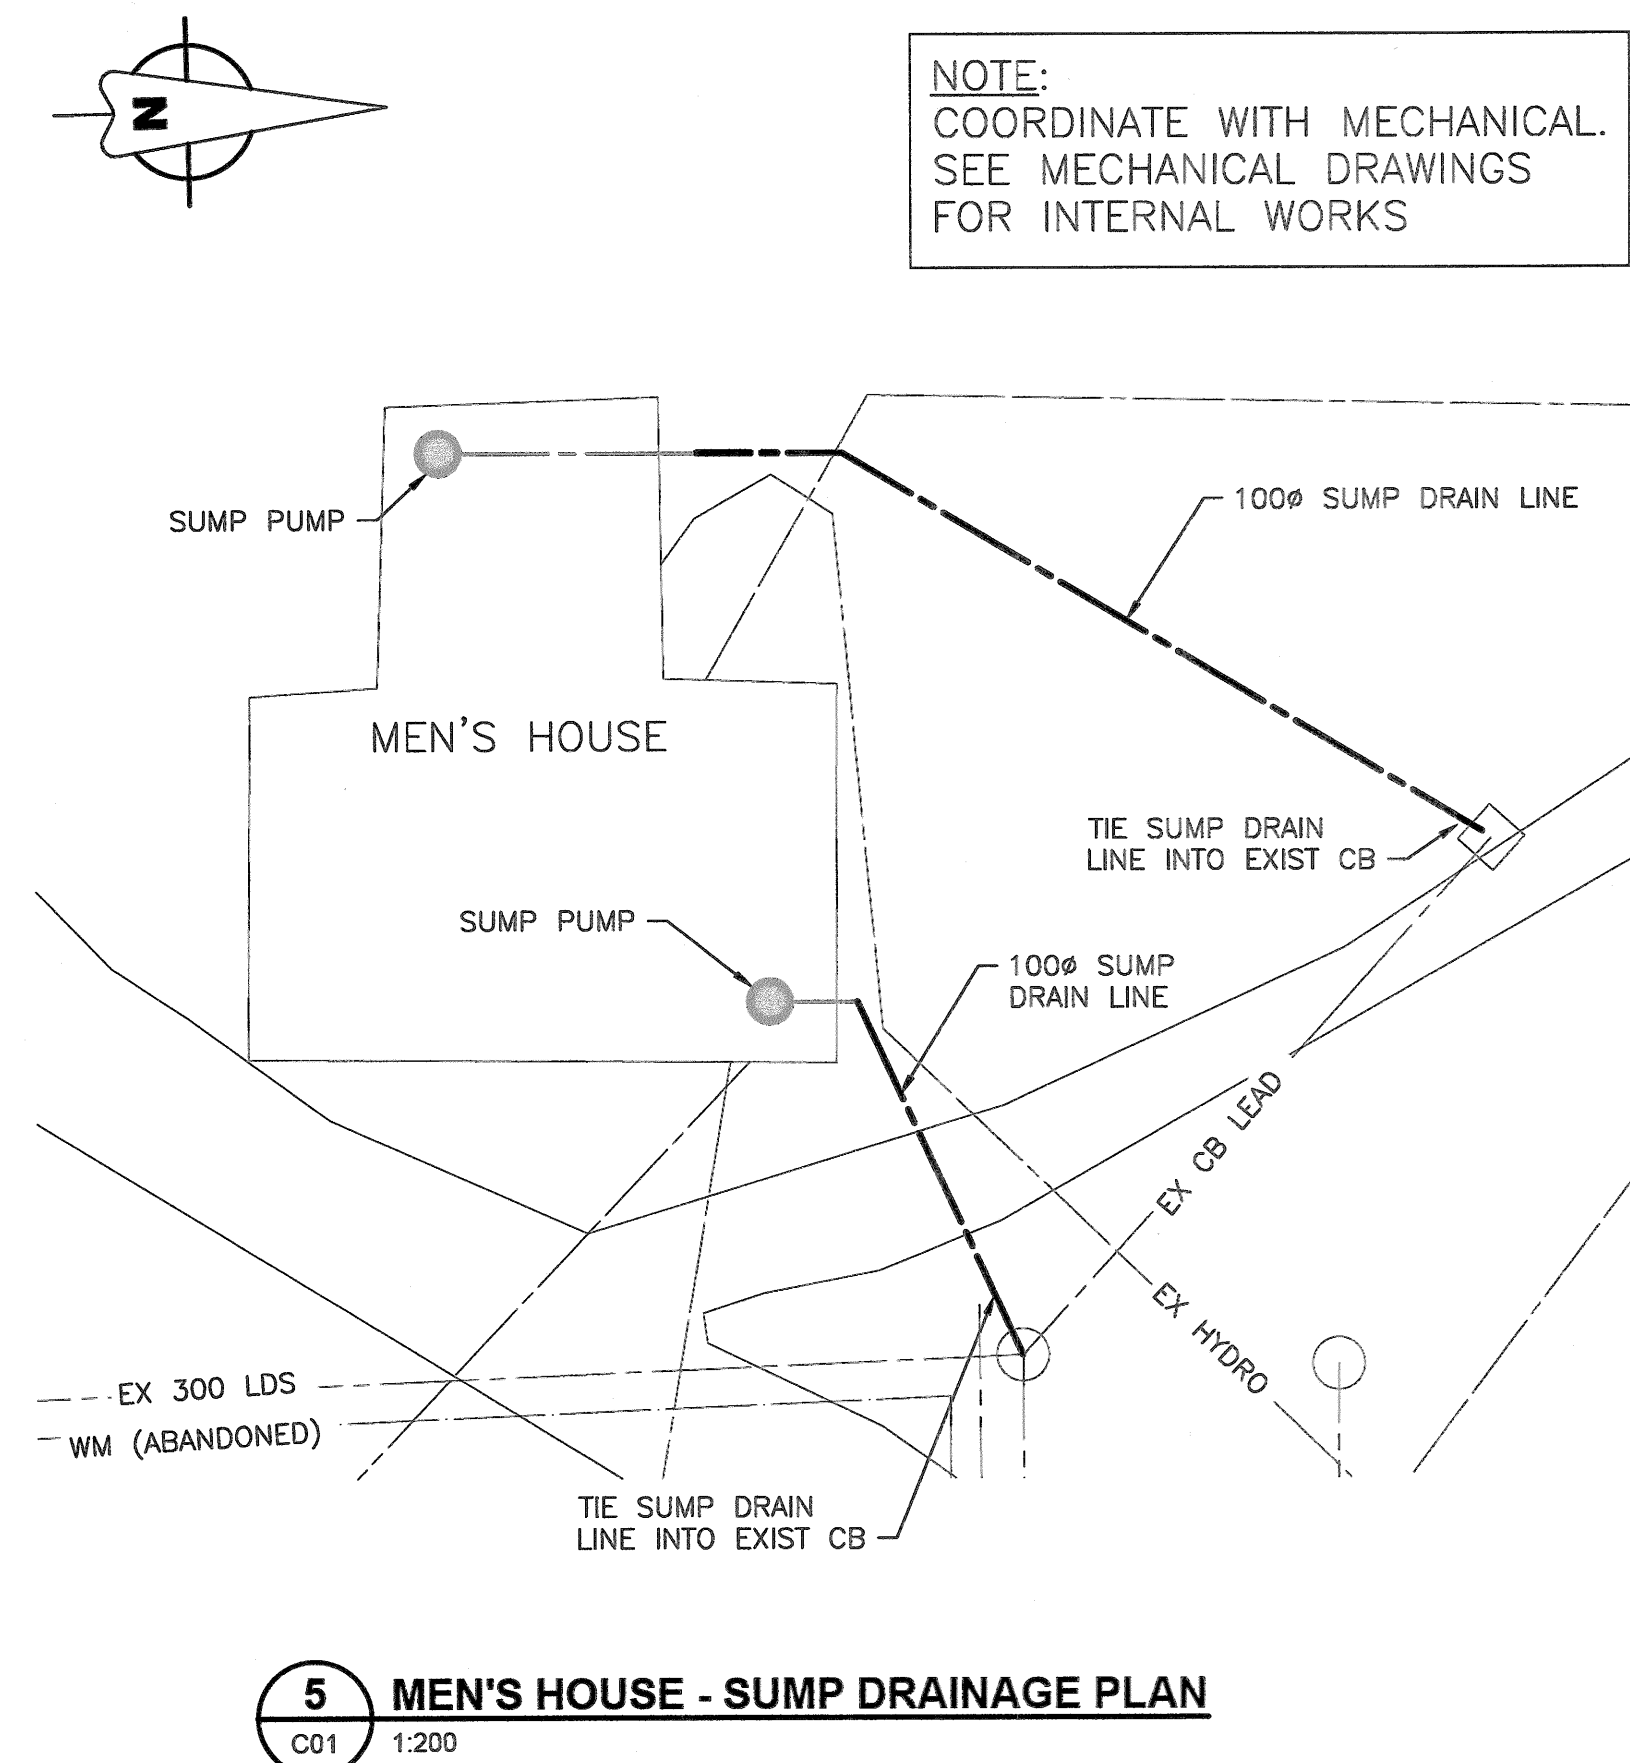 N
NOTE:
COORDINATE WITH MECHANICAL.
SEE MECHANICAL DRAWINGS
FOR INTERNAL WORKS
SUMP PUMP
100ø SUMP DRAIN LINE
MEN'S HOUSE
TIE SUMP DRAIN
LINE INTO EXIST CB
SUMP PUMP
100ø SUMP
DRAIN LINE
EX CB LEAD
EX HYDRO
EX 300 LDS
WM (ABANDONED)
TIE SUMP DRAIN
LINE INTO EXIST CB
5
C01
MEN'S HOUSE - SUMP DRAINAGE PLAN
1:200